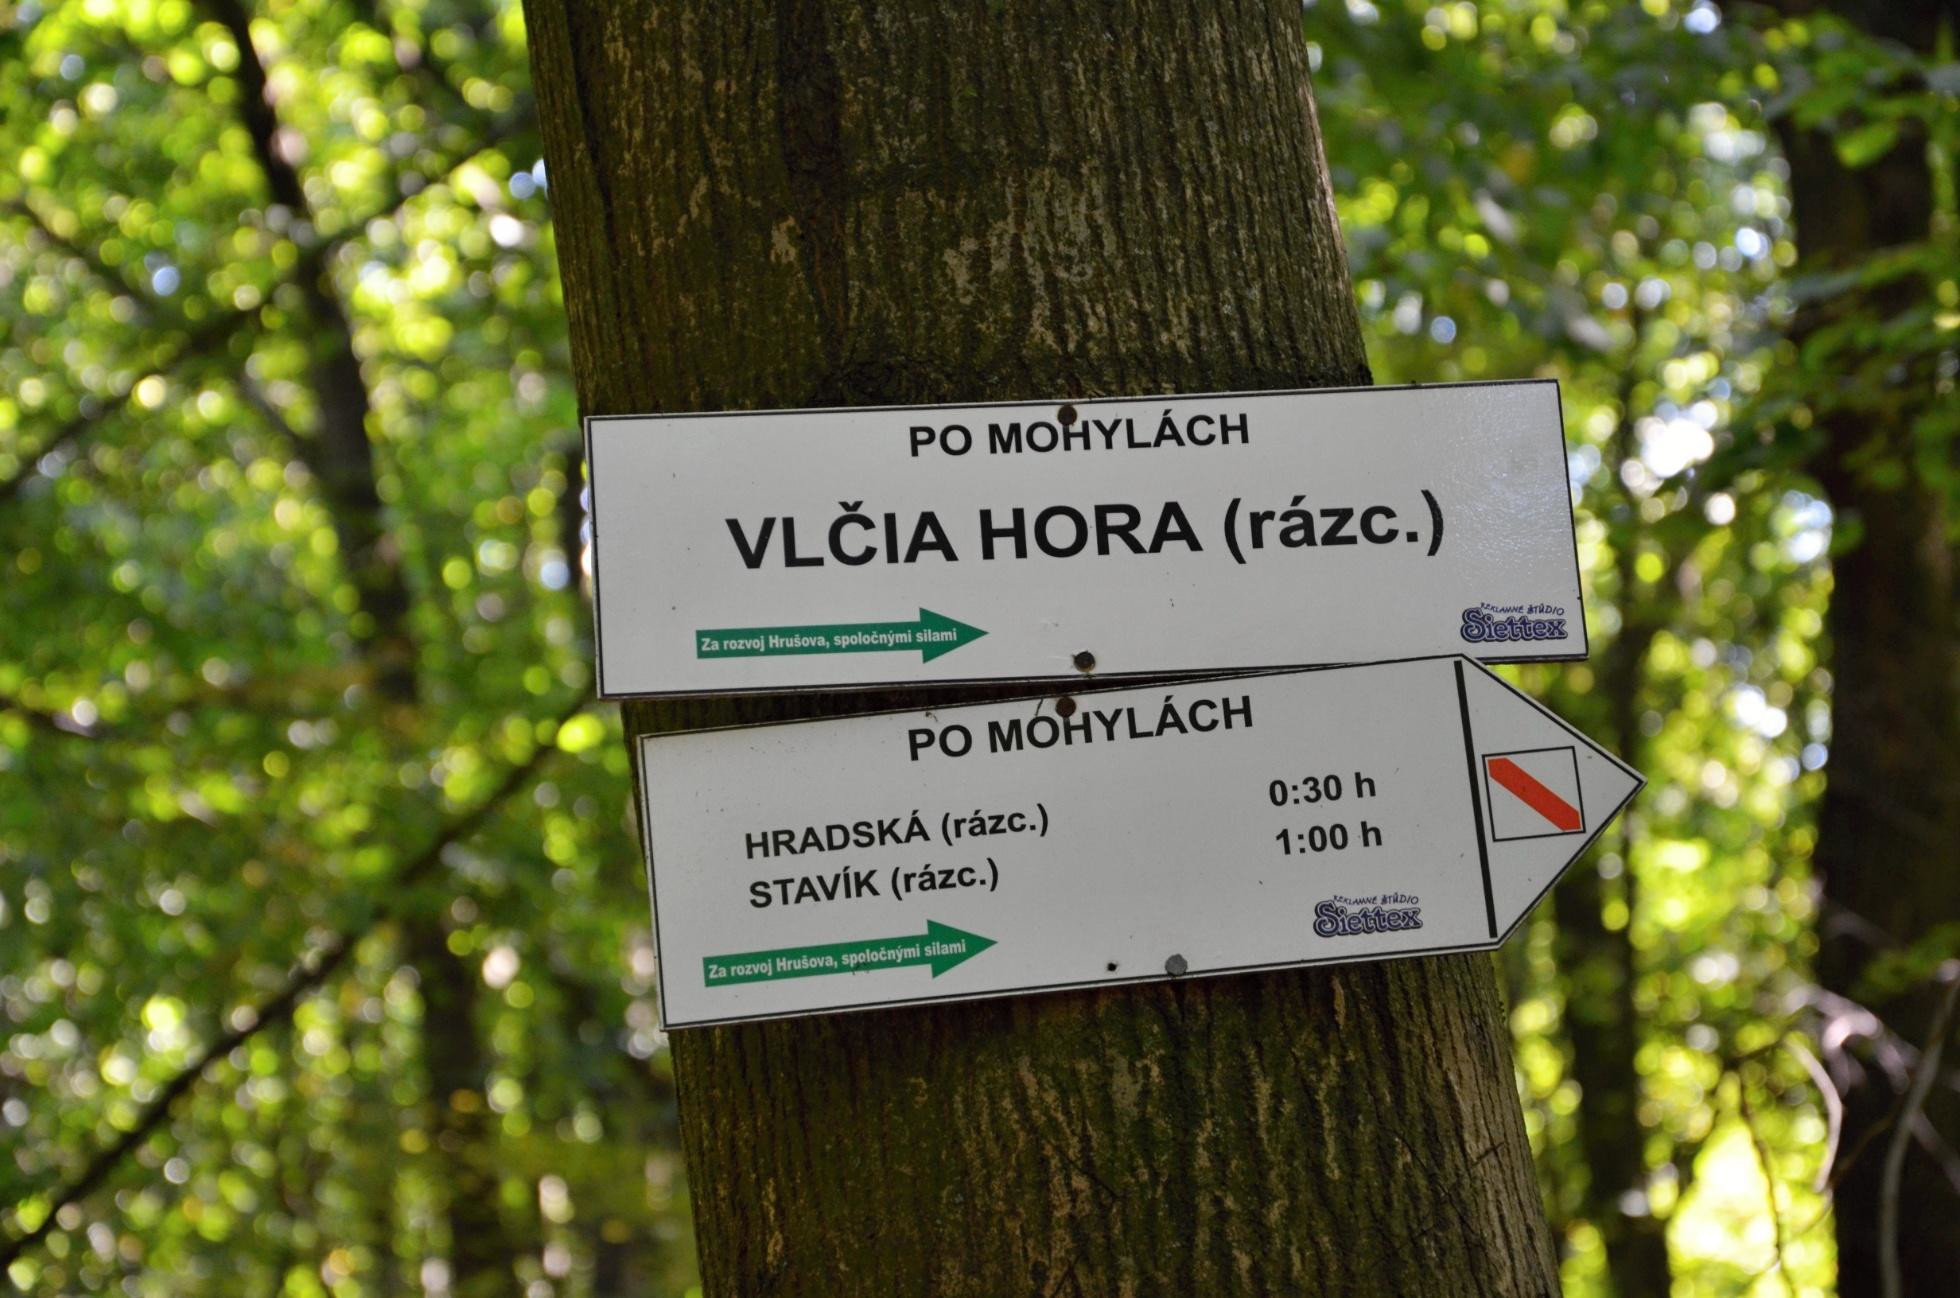 PO MOHYLÁCH
VLČIA HORA (rázc.)
Za rozvoj Hrušova, spoločnými silami
REKLAMNÉ ŠTÚDIO
Siettex
PO MOHYLÁCH
HRADSKÁ (rázc.) 0:30 h
STAVÍK (rázc.) 1:00 h
Za rozvoj Hrušova, spoločnými silami
REKLAMNÉ ŠTÚDIO
Siettex